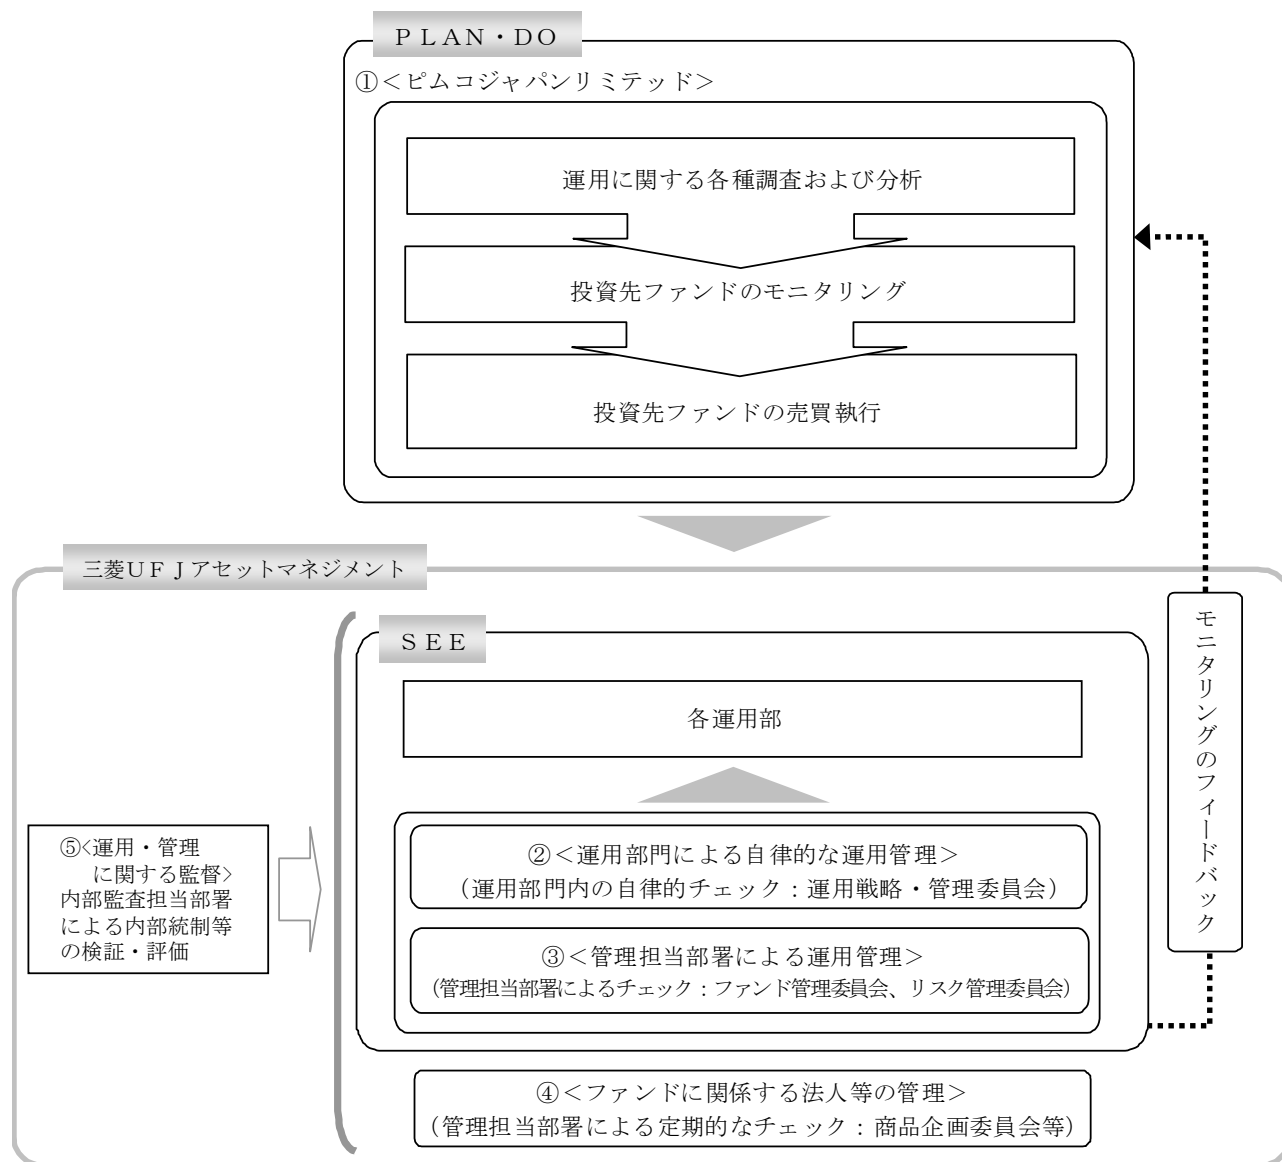 ＰＬＡＮ・ＤＯ
①＜ピムコジャパンリミテッド＞
運用に関する各種調査および分析
投資先ファンドのモニタリング
投資先ファンドの売買執行
三菱ＵＦＪアセットマネジメント
ＳＥＥ
各運用部
②＜運用部門による自律的な運用管理＞
（運用部門内の自律的チェック：運用戦略・管理委員会）
③＜管理担当部署による運用管理＞
（管理担当部署によるチェック：ファンド管理委員会、リスク管理委員会）
④＜ファンドに関係する法人等の管理＞
（管理担当部署による定期的なチェック：商品企画委員会等）
⑤<運用・管理
に関する監督>
内部監査担当部署
による内部統制等
の検証・評価
モニタリングのフィードバック